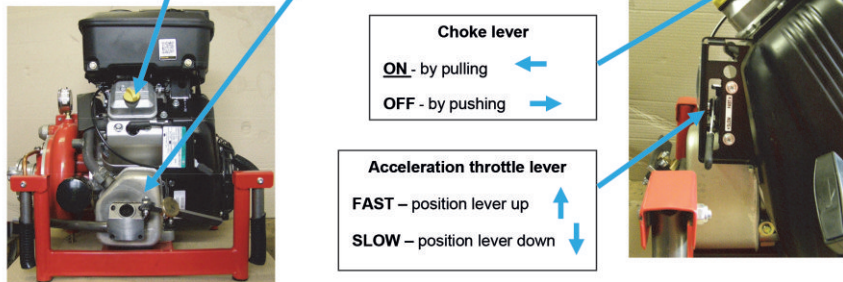 Choke lever
ON - by pulling
OFF - by pushing
Acceleration throttle lever
FAST – position lever up
SLOW – position lever down